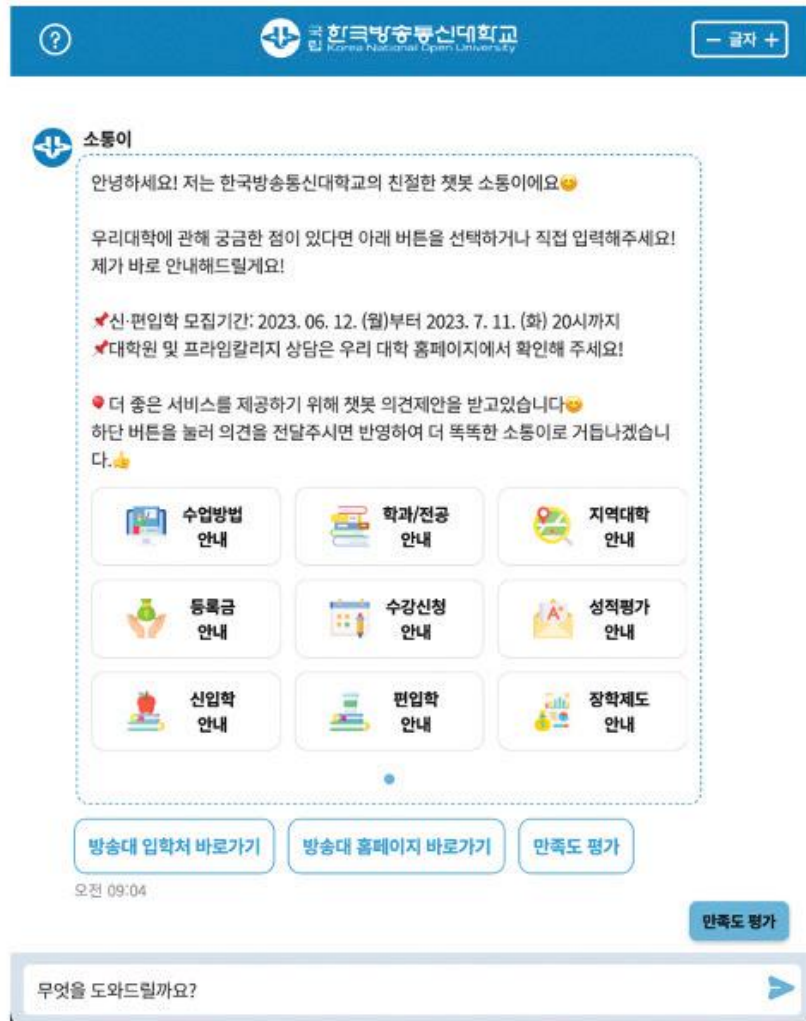 국립 한국방송통신대학교
Korea National Open University
— 글자 +
소통이
안녕하세요! 저는 한국방송통신대학교의 친절한 챗봇 소통이에요😊
우리대학에 관해 궁금한 점이 있다면 아래 버튼을 선택하거나 직접 입력해주세요!
제가 바로 안내해드릴게요!
📌신·편입학 모집기간: 2023. 06. 12. (월)부터 2023. 7. 11. (화) 20시까지
📌대학원 및 프라임칼리지 상담은 우리 대학 홈페이지에서 확인해 주세요!
🎈더 좋은 서비스를 제공하기 위해 챗봇 의견제안을 받고있습니다😊
하단 버튼을 눌러 의견을 전달주시면 반영하여 더 똑똑한 소통이로 거듭나겠습니
다.👍
수업방법
안내
학과/전공
안내
지역대학
안내
등록금
안내
수강신청
안내
성적평가
안내
신입학
안내
편입학
안내
장학제도
안내
방송대 입학처 바로가기
방송대 홈페이지 바로가기
만족도 평가
오전 09:04
만족도 평가
무엇을 도와드릴까요?